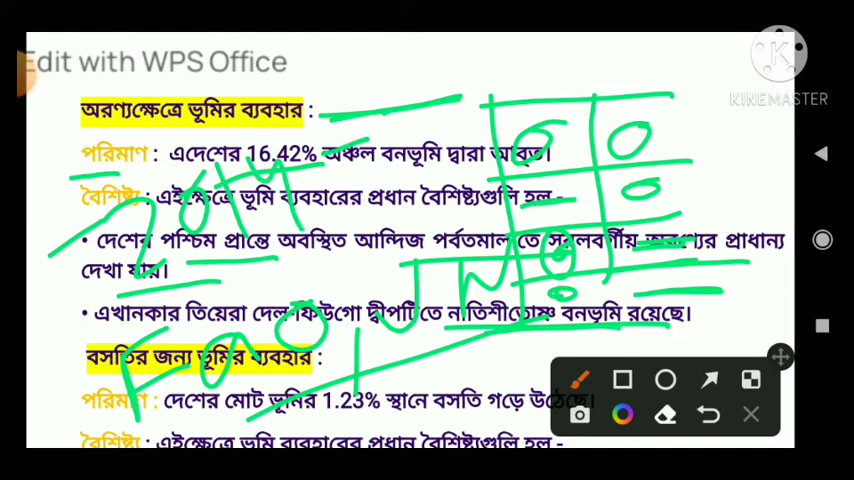 Edit with WPS Office
KINEMASTER
অরণ্যক্ষেত্রে ভূমির ব্যবহার :
পরিমাণ : এদেশের 16.42% অঞ্চল বনভূমি দ্বারা আবৃত।
বৈশিষ্ট্য : এইক্ষেত্রে ভূমি ব্যবহারের প্রধান বৈশিষ্ট্যগুলি হল -
• দেশের পশ্চিম প্রান্তে অবস্থিত আন্দিজ পর্বতমালাতে সরলবর্গীয় অরণ্যের প্রাধান্য
দেখা যায়।
• এখানকার তিয়েরা দেল ফিউগো দ্বীপটিতে নাতিশীতোষ্ণ বনভূমি রয়েছে।
বসতির জন্য ভূমির ব্যবহার :
পরিমাণ : দেশের মোট ভূমির 1.23% স্থানে বসতি গড়ে উঠেছে।
বৈশিষ্ট্য : এইক্ষেত্রে ভূমি ব্যবহারের প্রধান বৈশিষ্ট্যগুলি হল -